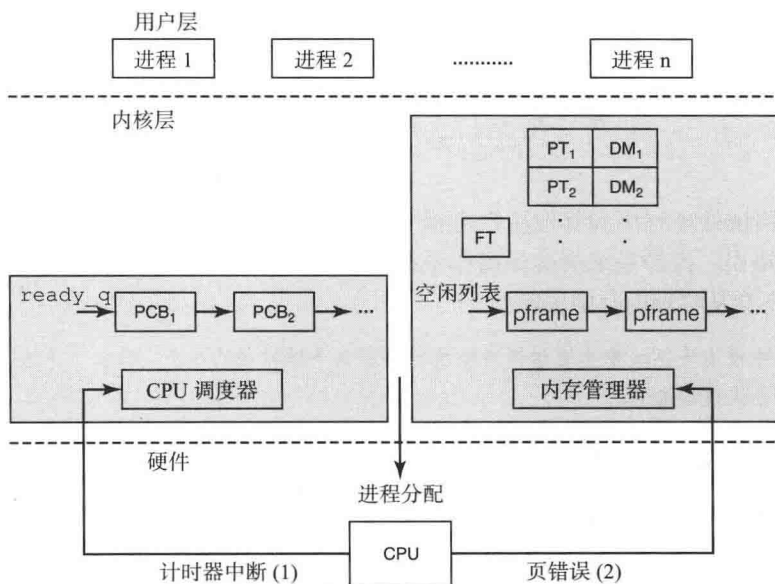 用户层
进程 1
进程 2
...........
进程 n
内核层
PT₁ DM₁
PT₂ DM₂
FT
. .
. .
ready_q
PCB₁
PCB₂
...
CPU 调度器
空闲列表
pframe
pframe
...
内存管理器
硬件
进程分配
CPU
计时器中断 (1)
页错误 (2)